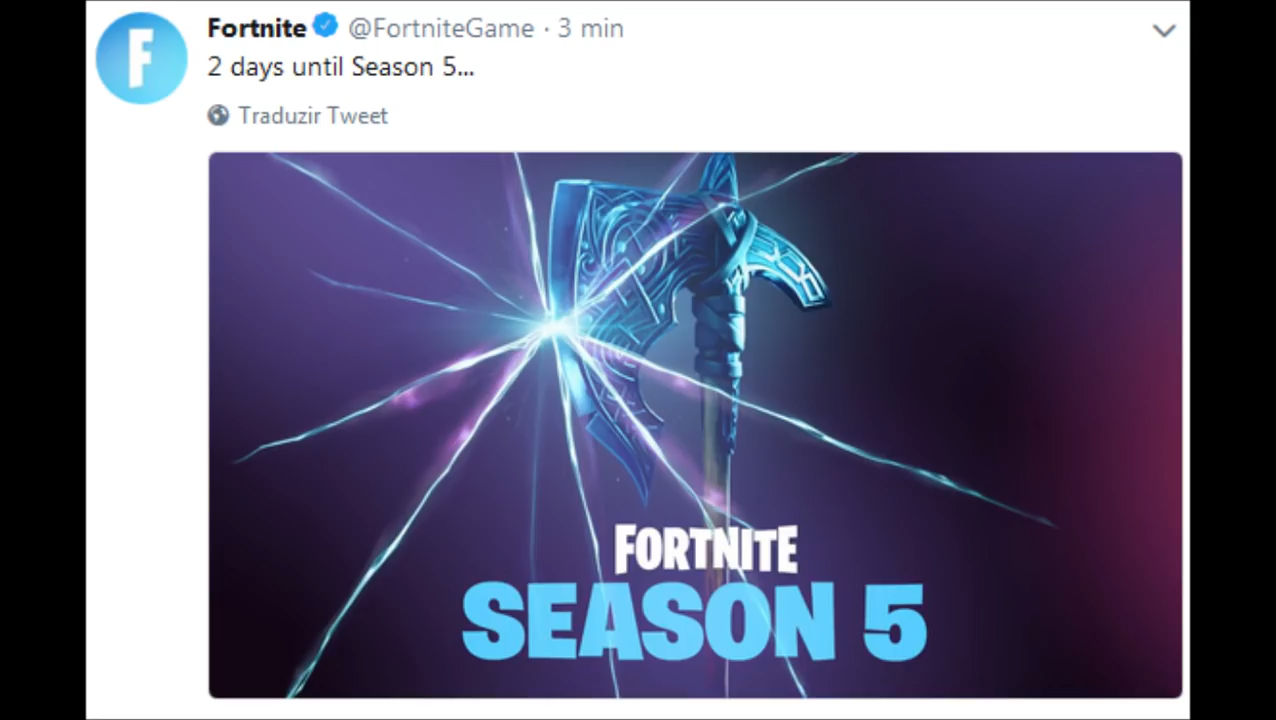 Fortnite @FortniteGame · 3 min
2 days until Season 5...
Traduzir Tweet
FORTNITE
SEASON 5